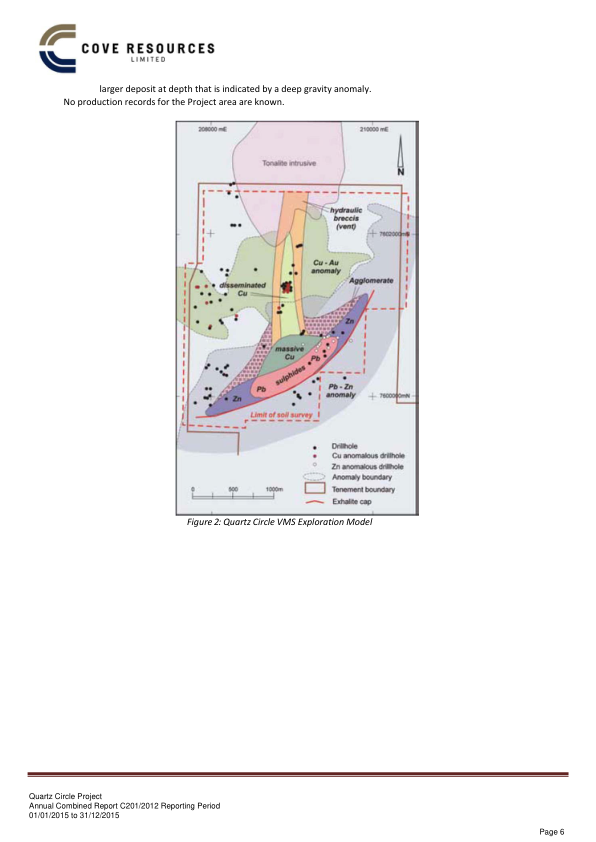 COVE RESOURCES
LIMITED
larger deposit at depth that is indicated by a deep gravity anomaly.
No production records for the Project area are known.
208000 mE
210000 mE
Tonalite intrusive
N
hydraulic
breccia
(vent)
7602000mN
Cu - Au
anomaly
Agglomerate
disseminated
Cu
Zn
massive
Cu
Pb
sulphides
Pb
Zn
Pb - Zn
anomaly
7600000mN
Limit of soil survey
Drillhole
Cu anomalous drillhole
Zn anomalous drillhole
Anomaly boundary
Tenement boundary
Exhalite cap
0 500 1000m
Figure 2: Quartz Circle VMS Exploration Model
Quartz Circle Project
Annual Combined Report C201/2012 Reporting Period
01/01/2015 to 31/12/2015
Page 6